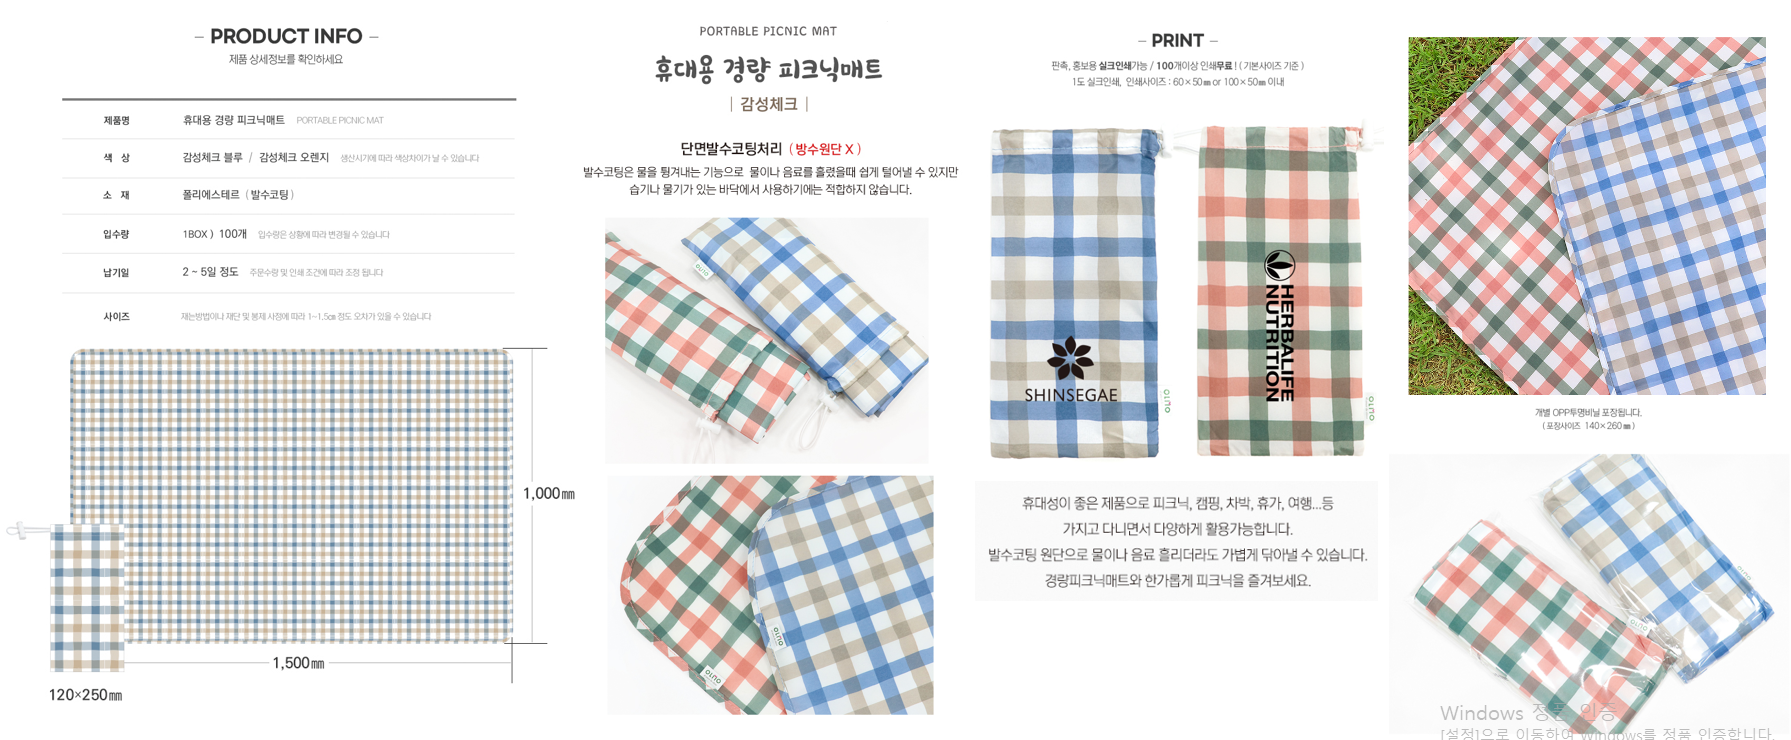 PRODUCT INFO
제품 상세정보를 확인하세요
제품명 휴대용 경량 피크닉매트 PORTABLE PICNIC MAT
색 상 감성체크 블루 / 감성체크 오렌지 생산시기에 따라 색상차이가 날 수 있습니다
소 재 폴리에스테르 ( 발수코팅 )
입수량 1BOX ) 100개 입수량은 상황에 따라 변경될 수 있습니다
납기일 2 ~ 5일 정도 주문수량 및 인쇄 조건에 따라 조정 됩니다
사이즈 재는방법이나 재단 및 봉제 사정에 따라 1~1.5㎝ 정도 오차가 있을 수 있습니다
1,000㎜
1,500㎜
120×250㎜
PORTABLE PICNIC MAT
휴대용 경량 피크닉매트
| 감성체크 |
단면발수코팅처리 ( 방수원단 X )
발수코팅은 물을 튕겨내는 기능으로 물이나 음료를 흘렸을때 쉽게 털어낼 수 있지만
습기나 물기가 있는 바닥에서 사용하기에는 적합하지 않습니다.
OUTO
OUTO
OUTO
PRINT
판촉, 홍보용 실크인쇄가능 / 100개이상 인쇄무료 ! ( 기본사이즈 기준 )
1도 실크인쇄, 인쇄사이즈 : 60×50㎜ or 100×50㎜ 이내
SHINSEGAE
OUTO
HERBALIFE
NUTRITION
OUTO
휴대성이 좋은 제품으로 피크닉, 캠핑, 차박, 휴가, 여행...등
가지고 다니면서 다양하게 활용가능합니다.
발수코팅 원단으로 물이나 음료 흘리더라도 가볍게 닦아낼 수 있습니다.
경량피크닉매트와 한가롭게 피크닉을 즐겨보세요.
개별 OPP투명비닐 포장됩니다.
( 포장사이즈 140×260㎜ )
Windows 정품 인증
[설정]으로 이동하여 Windows를 정품 인증합니다.